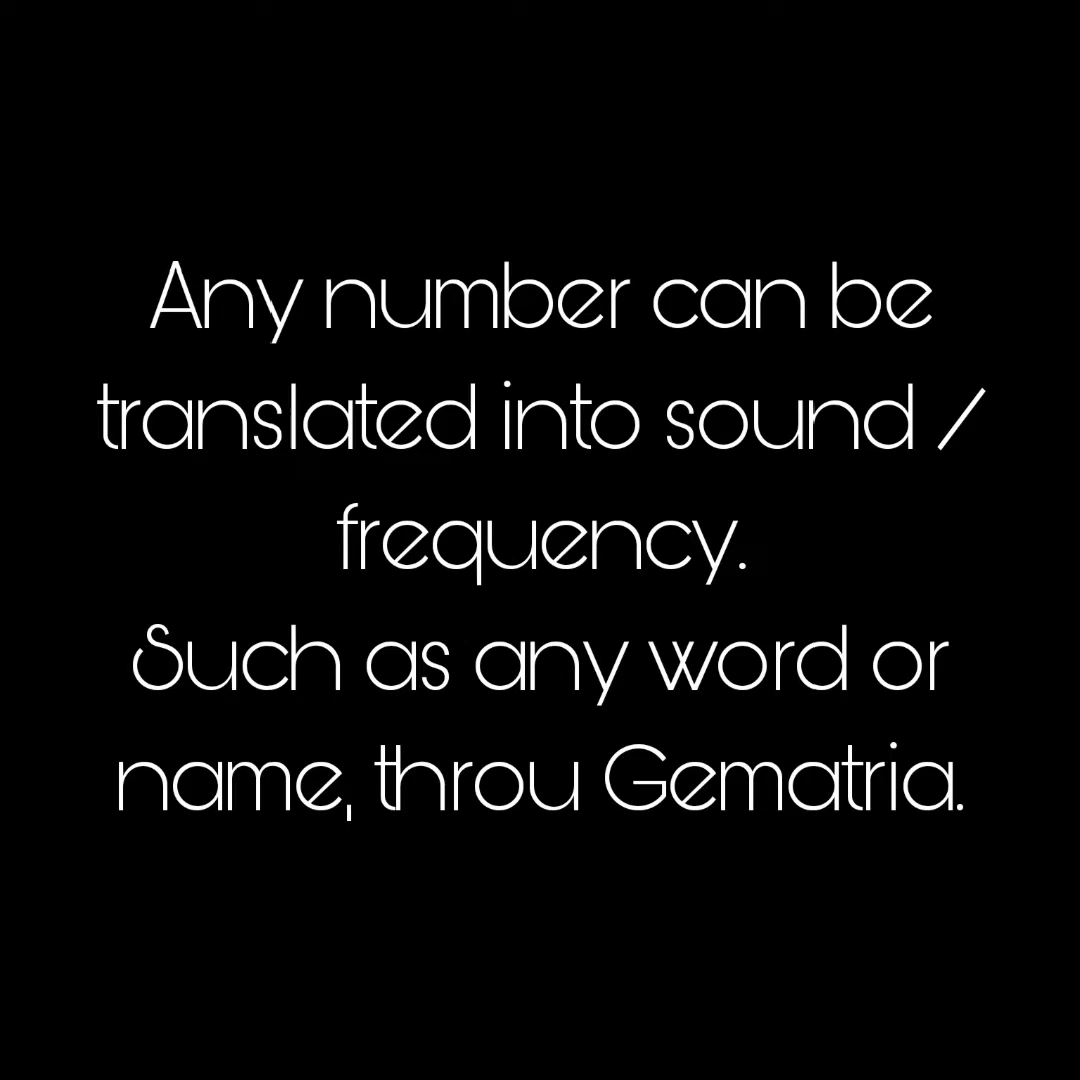 Any number can be
translated into sound /
frequency.
Such as any word or
name, throu Gematria.